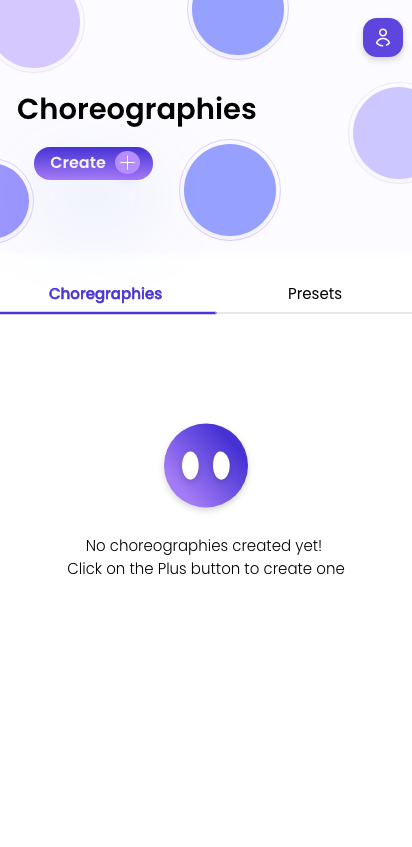 Choreographies
Create
Choregraphies
Presets
No choreographies created yet!
Click on the Plus button to create one